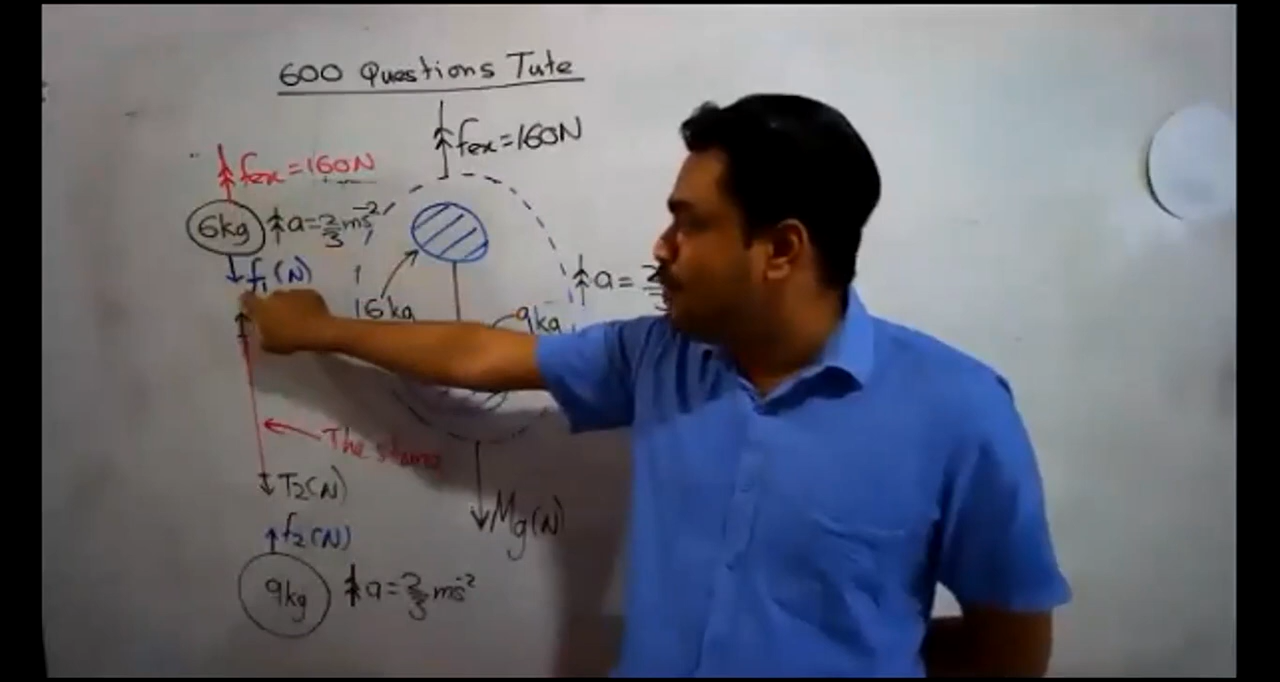 600 Questions Tute
fex = 160N
fex = 160N
6kg
a = 2/3 ms⁻²
f₁(N)
a =
16kg
9kg
The
T₂(N)
Mg(N)
f₂(N)
9kg
a = 2/3 ms⁻²